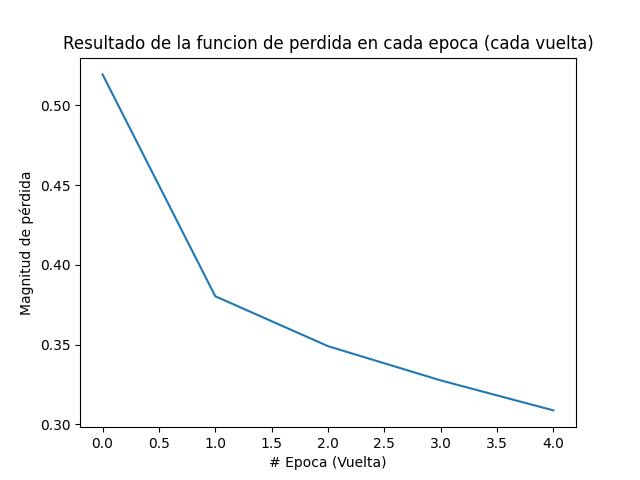 Resultado de la funcion de perdida en cada epoca (cada vuelta)
Magnitud de pérdida
0.50
0.45
0.40
0.35
0.30
0.0 0.5 1.0 1.5 2.0 2.5 3.0 3.5 4.0
# Epoca (Vuelta)